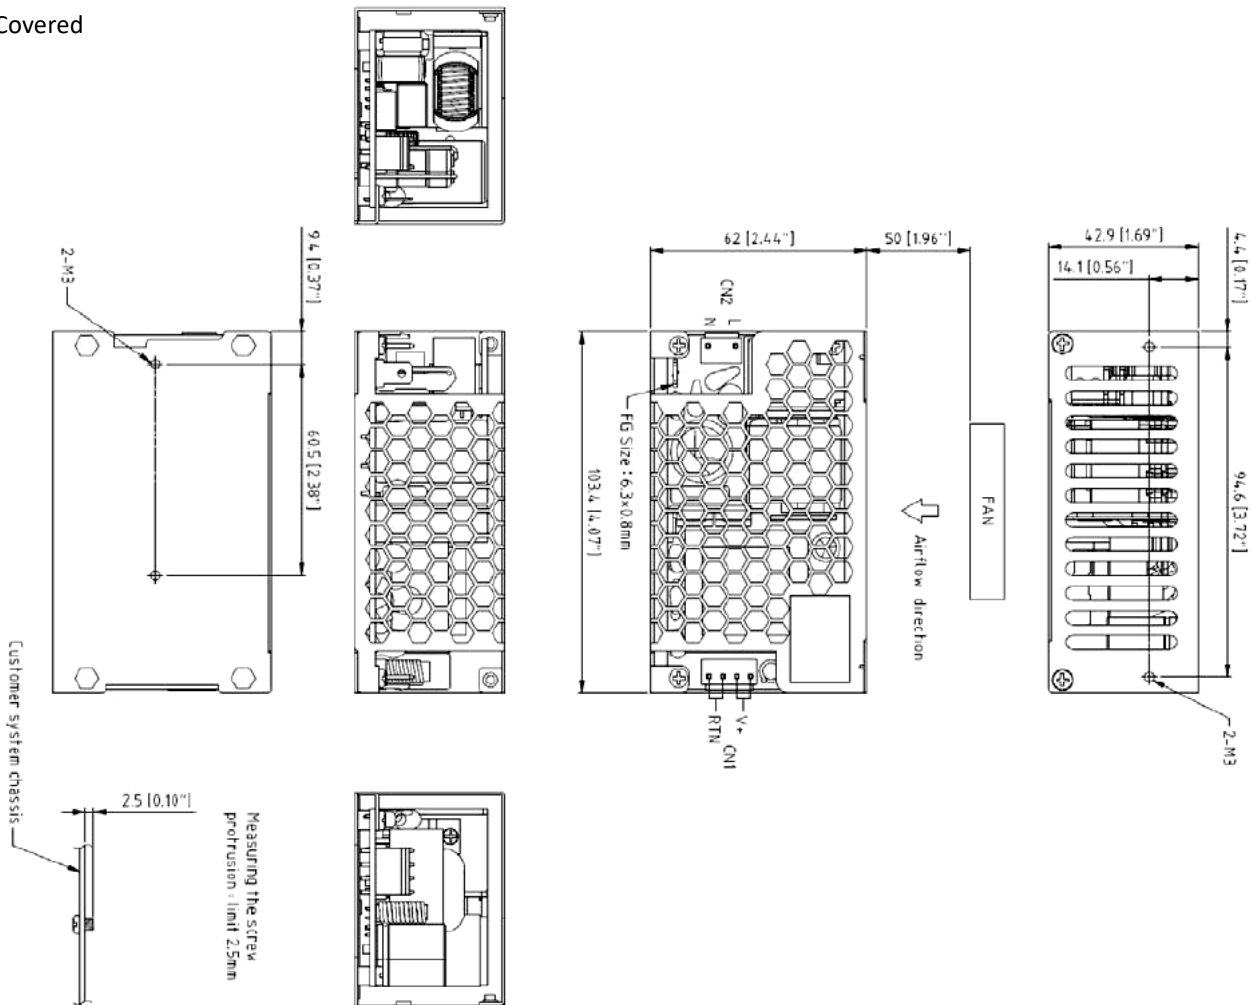 Covered
62 [2.44"]
50 [1.96"]
42.9 [1.69"]
14.1 [0.56"]
4.4 [0.17"]
9.4 [0.37"]
2-M3
CN2
L
N
60.5 [2.38"]
FG Size : 6.3x0.8mm
103.4 [4.07"]
FAN
Airflow direction
94.6 [3.72"]
V+
RTN
CN1
2-M3
Customer system chassis
2.5 [0.10"]
Measuring the screw
protrusion : limit 2.5mm